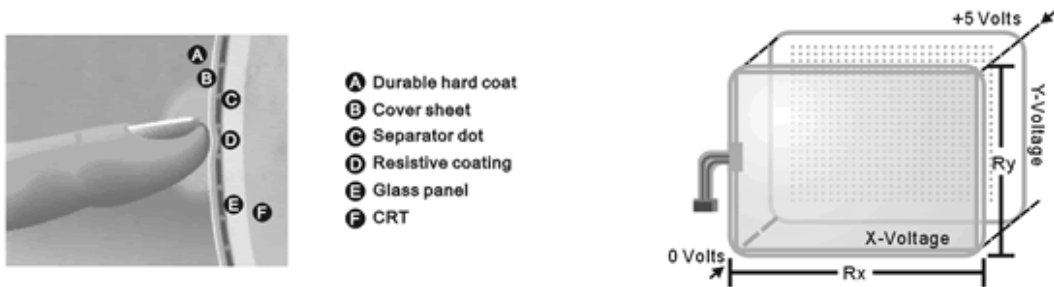 A
B
C
D
E
F
A Durable hard coat
B Cover sheet
C Separator dot
D Resistive coating
E Glass panel
F CRT
+5 Volts
Y-Voltage
Ry
X-Voltage
0 Volts
Rx